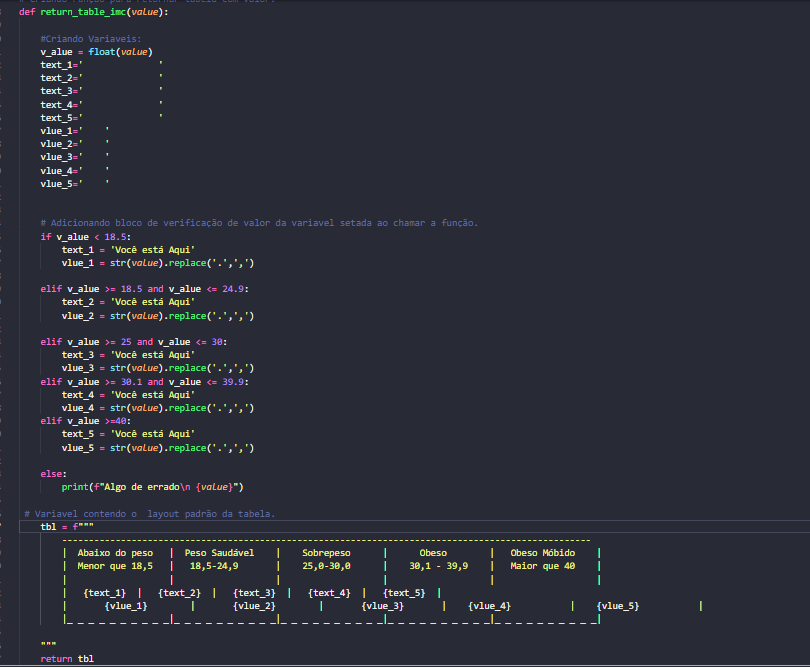 # Criando Função para retornar tabela com valor.
def return_table_imc(value):
#Criando Variaveis:
v_alue = float(value)
text_1='               '
text_2='               '
text_3='               '
text_4='               '
text_5='               '
vlue_1='    '
vlue_2='    '
vlue_3='    '
vlue_4='    '
vlue_5='    '
# Adicionando bloco de verificação de valor da variavel setada ao chamar a função.
if v_alue < 18.5:
text_1 = 'Você está Aqui'
vlue_1 = str(value).replace('.',',')
elif v_alue >= 18.5 and v_alue <= 24.9:
text_2 = 'Você está Aqui'
vlue_2 = str(value).replace('.',',')
elif v_alue >= 25 and v_alue <= 30:
text_3 = 'Você está Aqui'
vlue_3 = str(value).replace('.',',')
elif v_alue >= 30.1 and v_alue <= 39.9:
text_4 = 'Você está Aqui'
vlue_4 = str(value).replace('.',',')
elif v_alue >=40:
text_5 = 'Você está Aqui'
vlue_5 = str(value).replace('.',',')
else:
print(f"Algo de errado\n {value}")
# Variavel contendo o  layout padrão da tabela.
tbl = f"""
---------------------------------------------------------------------------------------------------
|  Abaixo do peso   |  Peso Saudável    |    Sobrepeso      |      Obeso        |   Obeso Móbido    |
|  Menor que 18,5   |   18,5-24,9       |    25,0-30,0      |    30,1 - 39,9    |   Maior que 40    |
|                   |                   |                   |                   |                   |
|   {text_1}  |   {text_2}  |   {text_3}  |   {text_4}  |   {text_5}  |
|       {vlue_1}        |       {vlue_2}        |       {vlue_3}       |    {vlue_4}           |    {vlue_5}           |
|_ _ _ _ _ _ _ _ _ _|_ _ _ _ _ _ _ _ _ _|_ _ _ _ _ _ _ _ _ _|_ _ _ _ _ _ _ _ _ _|_ _ _ _ _ _ _ _ _ _|
"""
return tbl